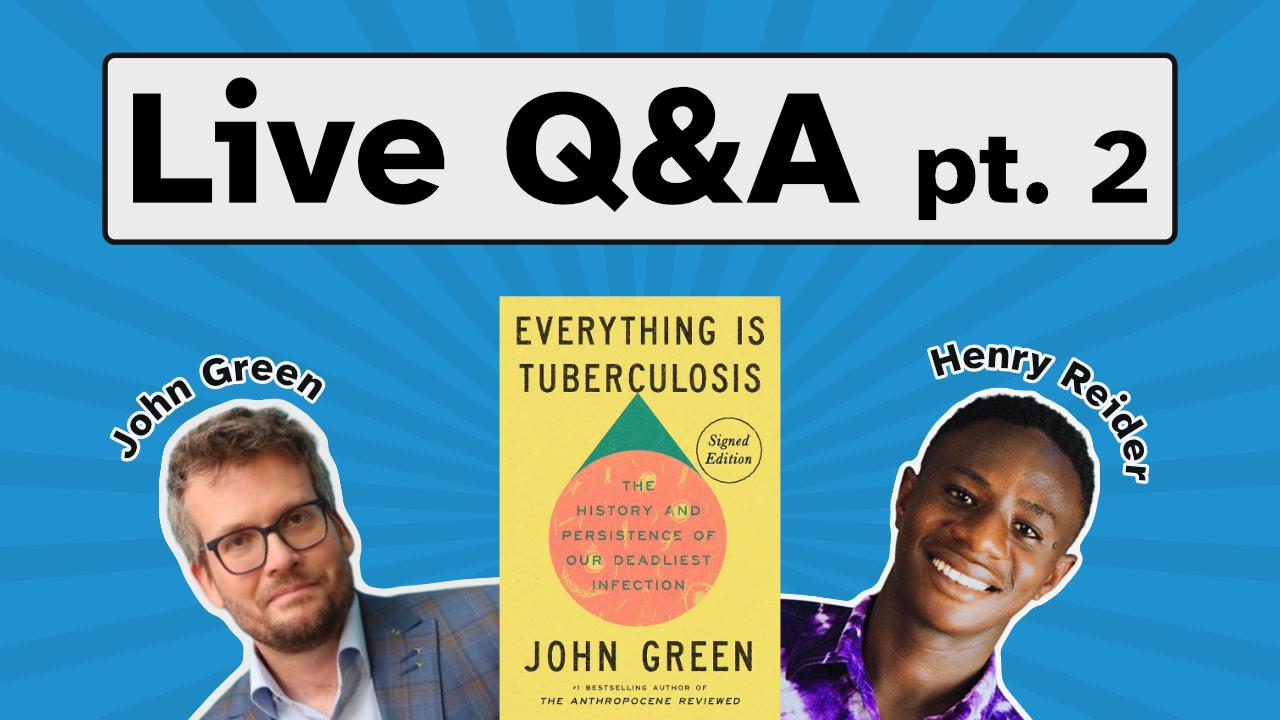 Live Q&A pt. 2
John Green
Henry Reider
EVERYTHING IS
TUBERCULOSIS
Signed
Edition
THE
HISTORY AND
PERSISTENCE OF
OUR DEADLIEST
INFECTION
JOHN GREEN
#1 BESTSELLING AUTHOR OF
THE ANTHROPOCENE REVIEWED